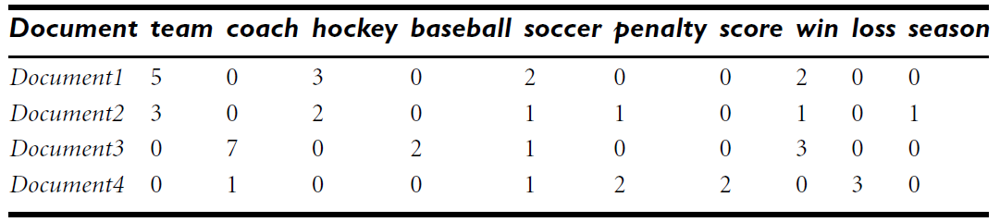 Document team coach hockey baseball soccer penalty score win loss season
Document1 5 0 3 0 2 0 0 2 0 0
Document2 3 0 2 0 1 1 0 1 0 1
Document3 0 7 0 2 1 0 0 3 0 0
Document4 0 1 0 0 1 2 2 0 3 0